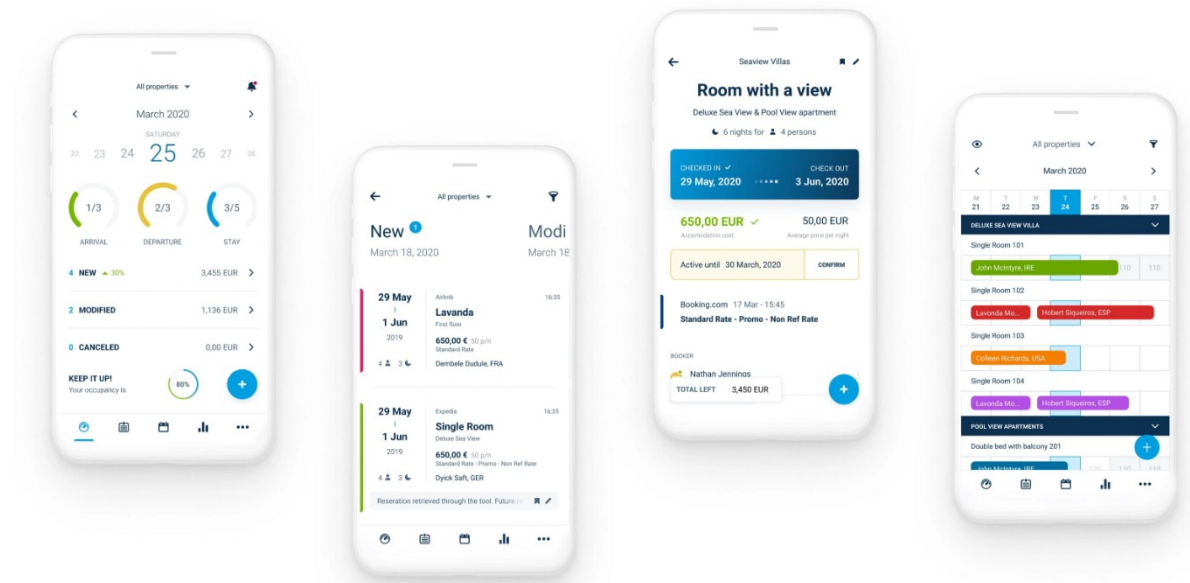 All properties
March 2020
SATURDAY
22 23 24 25 26 27 28
1/3 2/3 3/5
ARRIVAL DEPARTURE STAY
4 NEW 30% 3,455 EUR
2 MODIFIED 1,136 EUR
0 CANCELED 0,00 EUR
KEEP IT UP!
Your occupancy is
80%
All properties
New 1 Modi
March 18, 2020 March 18
29 May Airbnb 16:35
Lavanda
1 Jun First floor
2019 650,00 € 50 p/n
Standard Rate
4 3 Dembele Dudule, FRA
29 May Expedia 16:35
Single Room
1 Jun Deluxe Sea View
2019 650,00 € 50 p/n
Standard Rate - Promo - Non Ref Rate
4 3 Dyick Saft, GER
Reseration retrieved through the tool. Future
Seaview Villas
Room with a view
Deluxe Sea View & Pool View apartment
6 nights for 4 persons
CHECKED IN CHECK OUT
29 May, 2020 3 Jun, 2020
650,00 EUR 50,00 EUR
Accomodation cost Average price per night
Active until 30 March, 2020 CONFIRM
Booking.com 17 Mar - 15:45
Standard Rate - Promo - Non Ref Rate
BOOKER
Nathan Jennings
TOTAL LEFT 3,450 EUR
All properties
March 2020
M T W T F S S
21 22 23 24 25 26 27
DELUXE SEA VIEW VILLA
Single Room 101
John McIntyre, IRE 110 110
Single Room 102
Lavonda Mo... Hobert Siqueiros, ESP
Single Room 103
Colleen Richards, USA
Single Room 104
Lavonda Mo... Hobert Siqueiros, ESP
POOL VIEW APARTMENTS
Double bed with balcony 201
John McIntyre, IRE 110 110